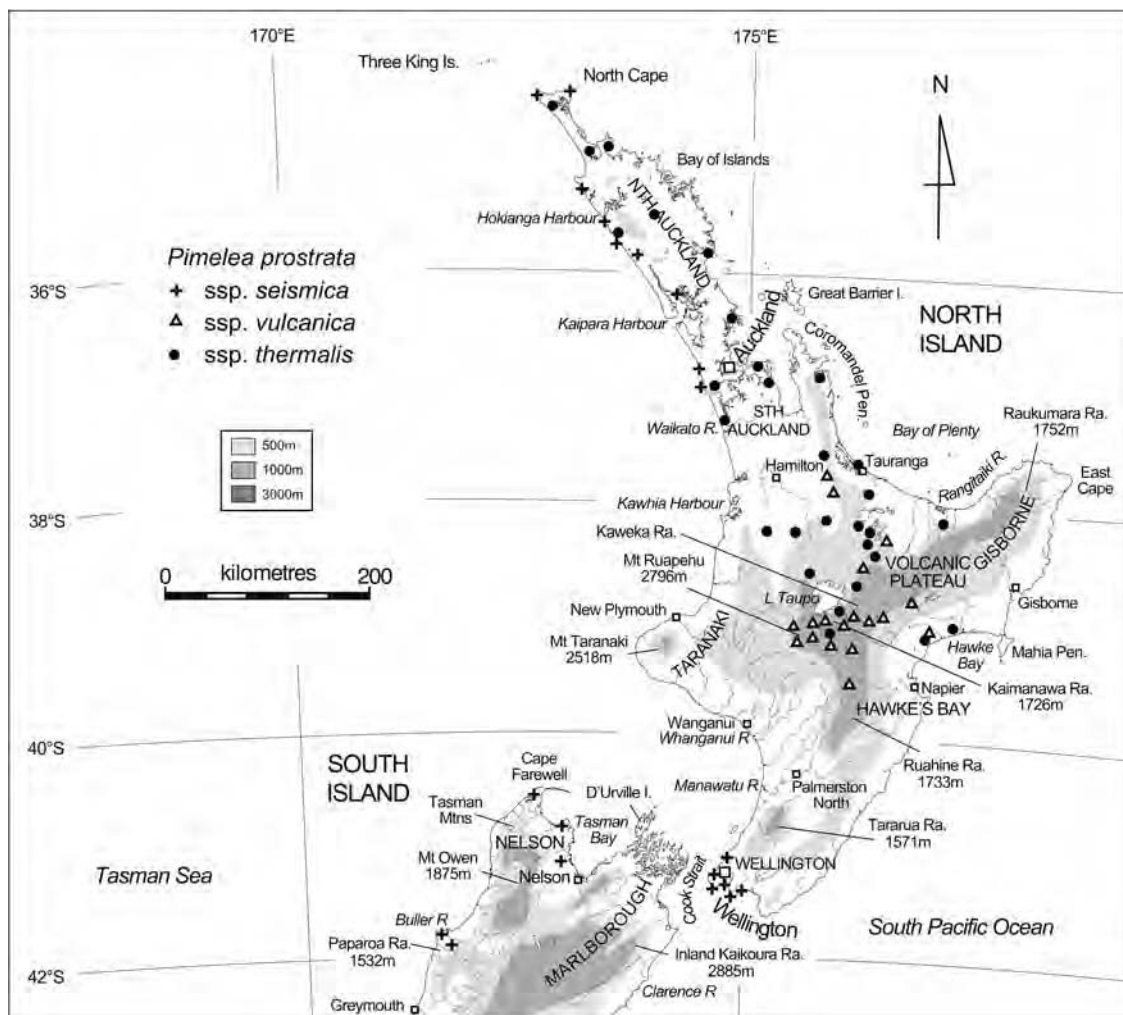 170°E
175°E
Three King Is.
North Cape
N
Bay of Islands
NTH AUCKLAND
Hokianga Harbour
Pimelea prostrata
ssp. seismica
ssp. vulcanica
ssp. thermalis
36°S
Great Barrier I.
Kaipara Harbour
Auckland
Coromandel Pen.
NORTH
ISLAND
500m
1000m
3000m
STH
AUCKLAND
Waikato R.
Bay of Plenty
Raukumara Ra.
1752m
Hamilton
Tauranga
Rangitaiki R.
East
Cape
Kawhia Harbour
38°S
Kaweka Ra.
Mt Ruapehu
2796m
VOLCANIC
PLATEAU
GISBORNE
0 kilometres 200
L Taupo
New Plymouth
Gisborne
Mt Taranaki
2518m
TARANAKI
Hawke
Bay
Mahia Pen.
Napier
Kaimanawa Ra.
1726m
HAWKE'S BAY
Wanganui
Whanganui R
40°S
SOUTH
ISLAND
Cape
Farewell
D'Urville I.
Manawatu R
Palmerston
North
Ruahine Ra.
1733m
Tasman
Mtns
Tasman
Bay
NELSON
Tararua Ra.
1571m
Mt Owen
1875m
Nelson
Cook Strait
WELLINGTON
Wellington
Tasman Sea
South Pacific Ocean
Buller R
Paparoa Ra.
1532m
MARLBOROUGH
Inland Kaikoura Ra.
2885m
42°S
Clarence R
Greymouth